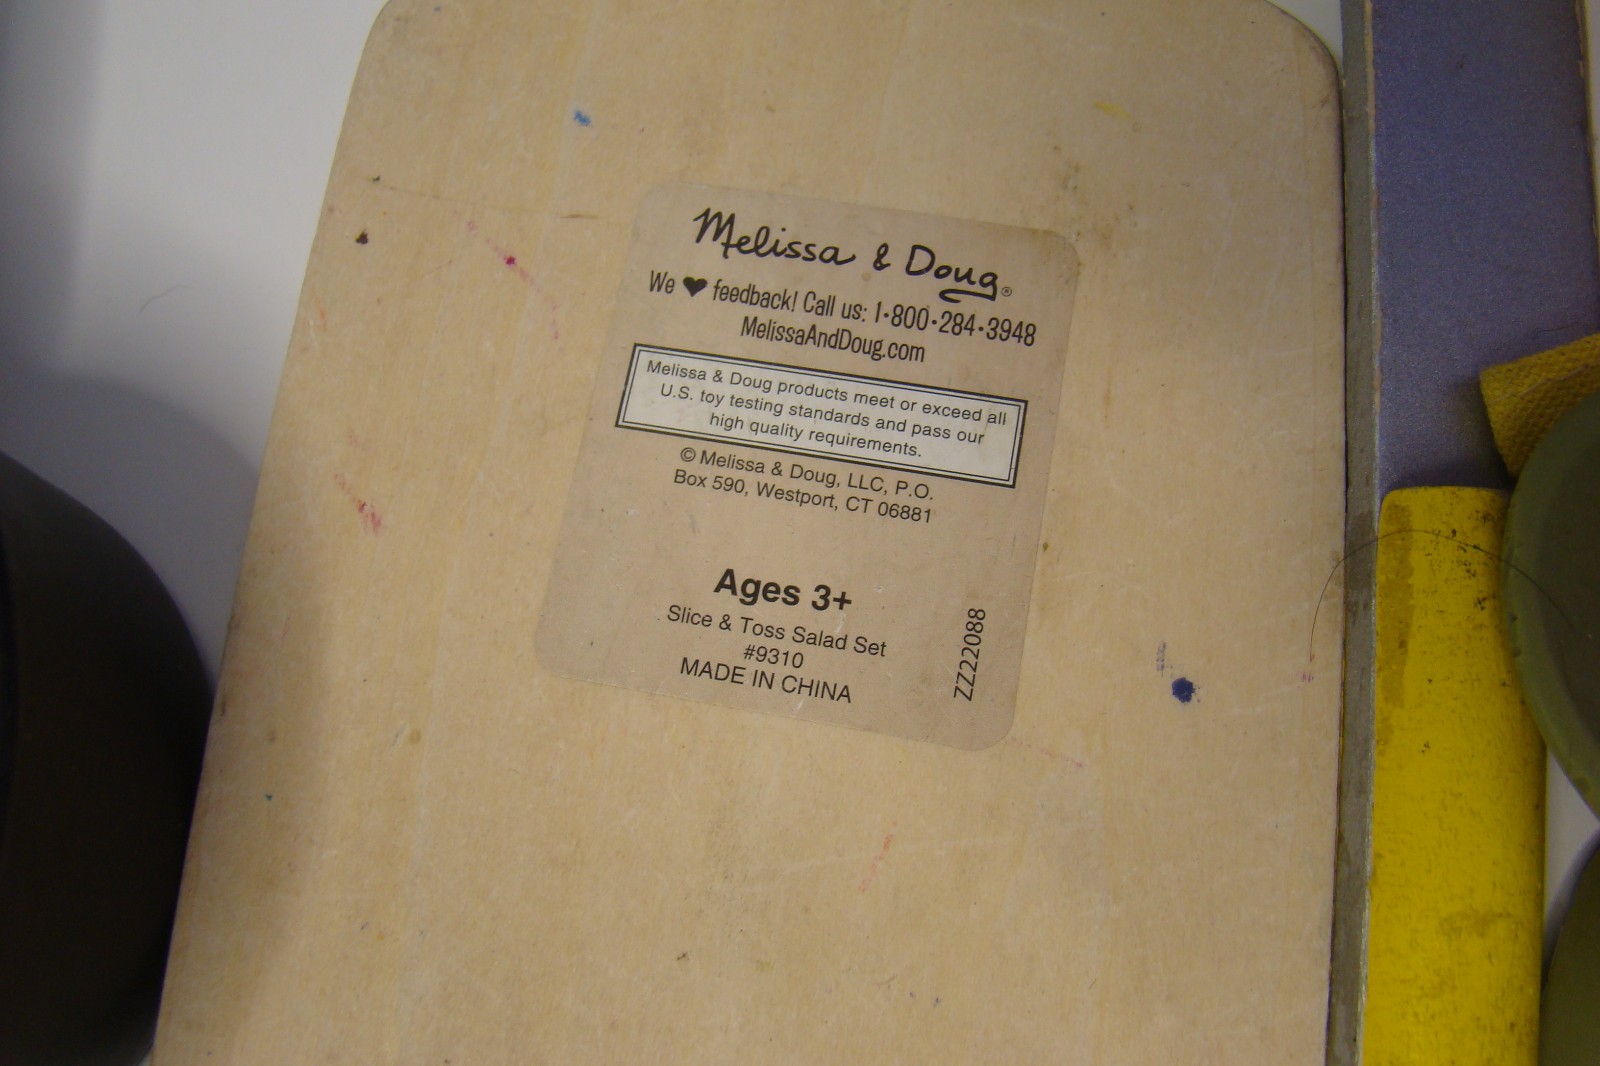 Melissa & Doug®
We ♥ feedback! Call us: 1•800•284•3948
MelissaAndDoug.com
Melissa & Doug products meet or exceed all
U.S. toy testing standards and pass our
high quality requirements.
© Melissa & Doug, LLC, P.O.
Box 590, Westport, CT 06881
Ages 3+
Slice & Toss Salad Set
#9310
MADE IN CHINA
ZZ22088